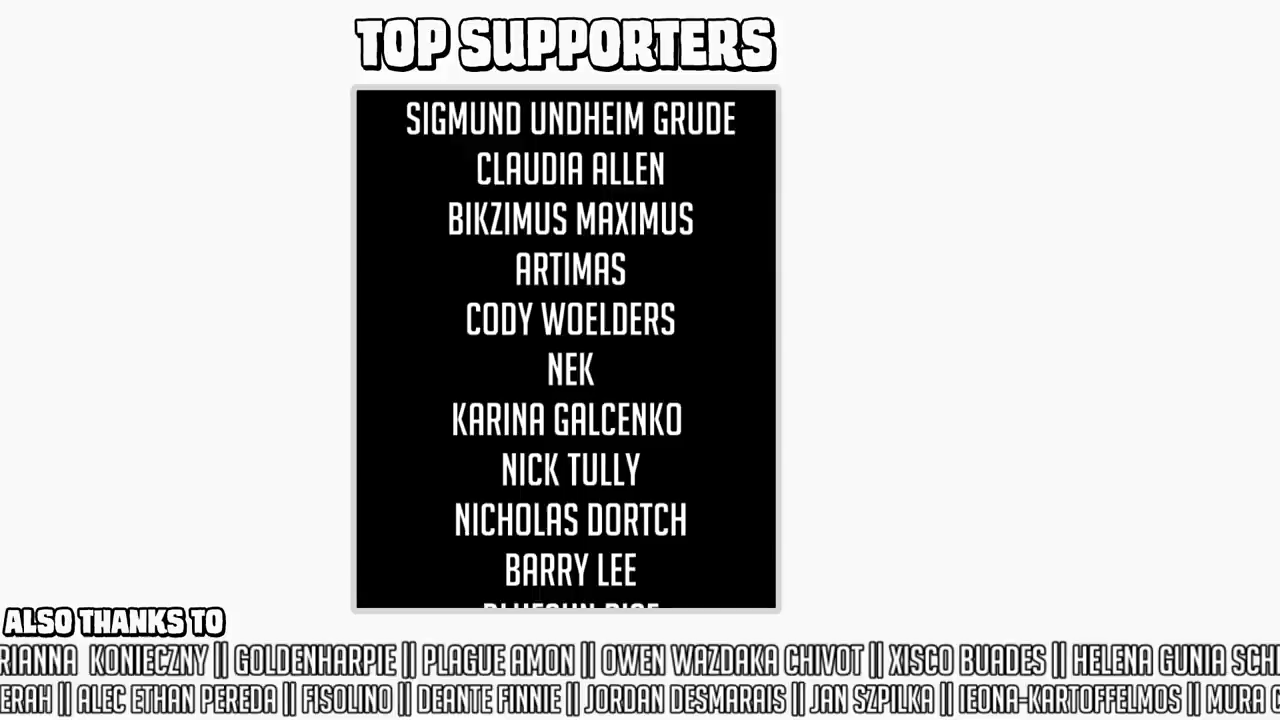 TOP SUPPORTERS
SIGMUND UNDHEIM GRUDE
CLAUDIA ALLEN
BIKZIMUS MAXIMUS
ARTIMAS
CODY WOELDERS
NEK
KARINA GALCENKO
NICK TULLY
NICHOLAS DORTCH
BARRY LEE
ALSO THANKS TO
KONIECZNY || GOLDENHARPIE || PLAGUE AMON || OWEN WAZDAKA CHIVOT || XISCO BUADES || HELENA GUNIA
|| ALEC ETHAN PEREDA || FISOLINO || DEANTE FINNIE || JORDAN DESMARAIS || JAN SZPILKA || IEONA-KARTOFFELMOS || MURA